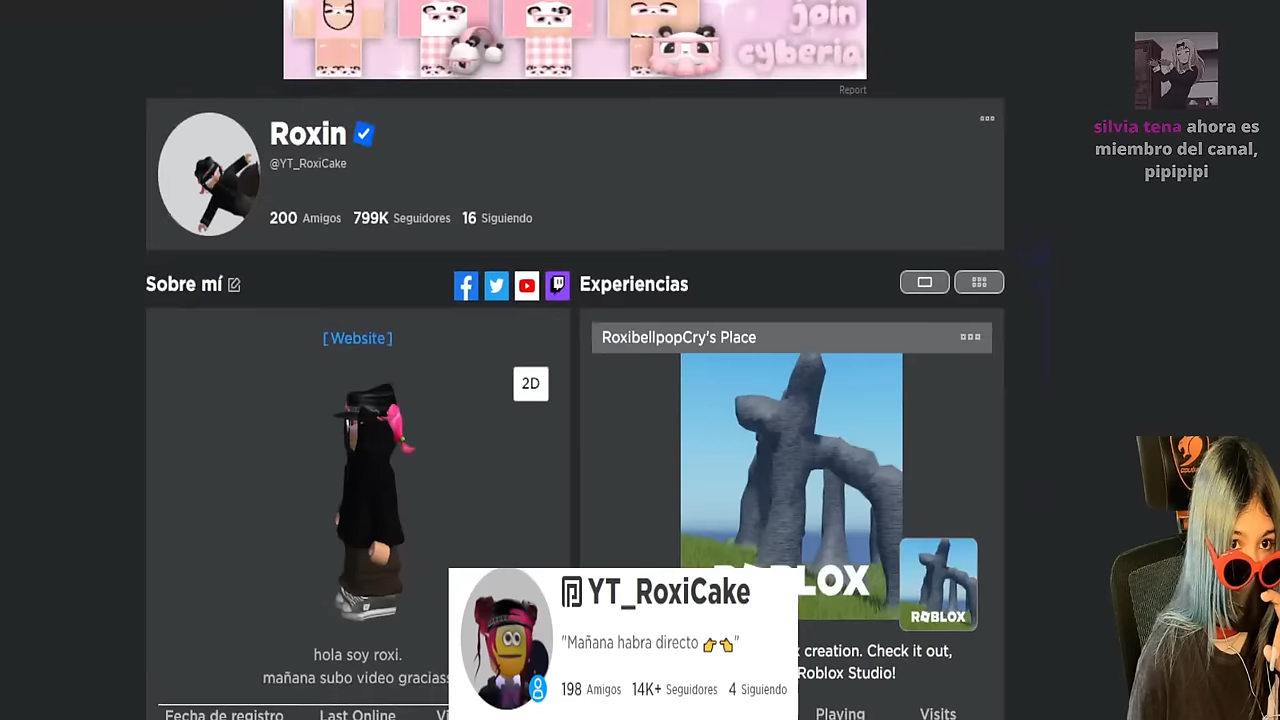 join
cyberia
Report
Roxin
@YT_RoxiCake
200 Amigos 799K Seguidores 16 Siguiendo
silvia tena ahora es
miembro del canal,
pipipipi
Sobre mí
[ Website ]
2D
hola soy roxi.
mañana subo video graciass
Fecha de registro Last Online
Experiencias
RoxibellpopCry's Place
ROBLOX
creation. Check it out,
Roblox Studio!
Playing Visits
YT_RoxiCake
"Mañana habra directo 👉👈"
198 Amigos 14K+ Seguidores 4 Siguiendo